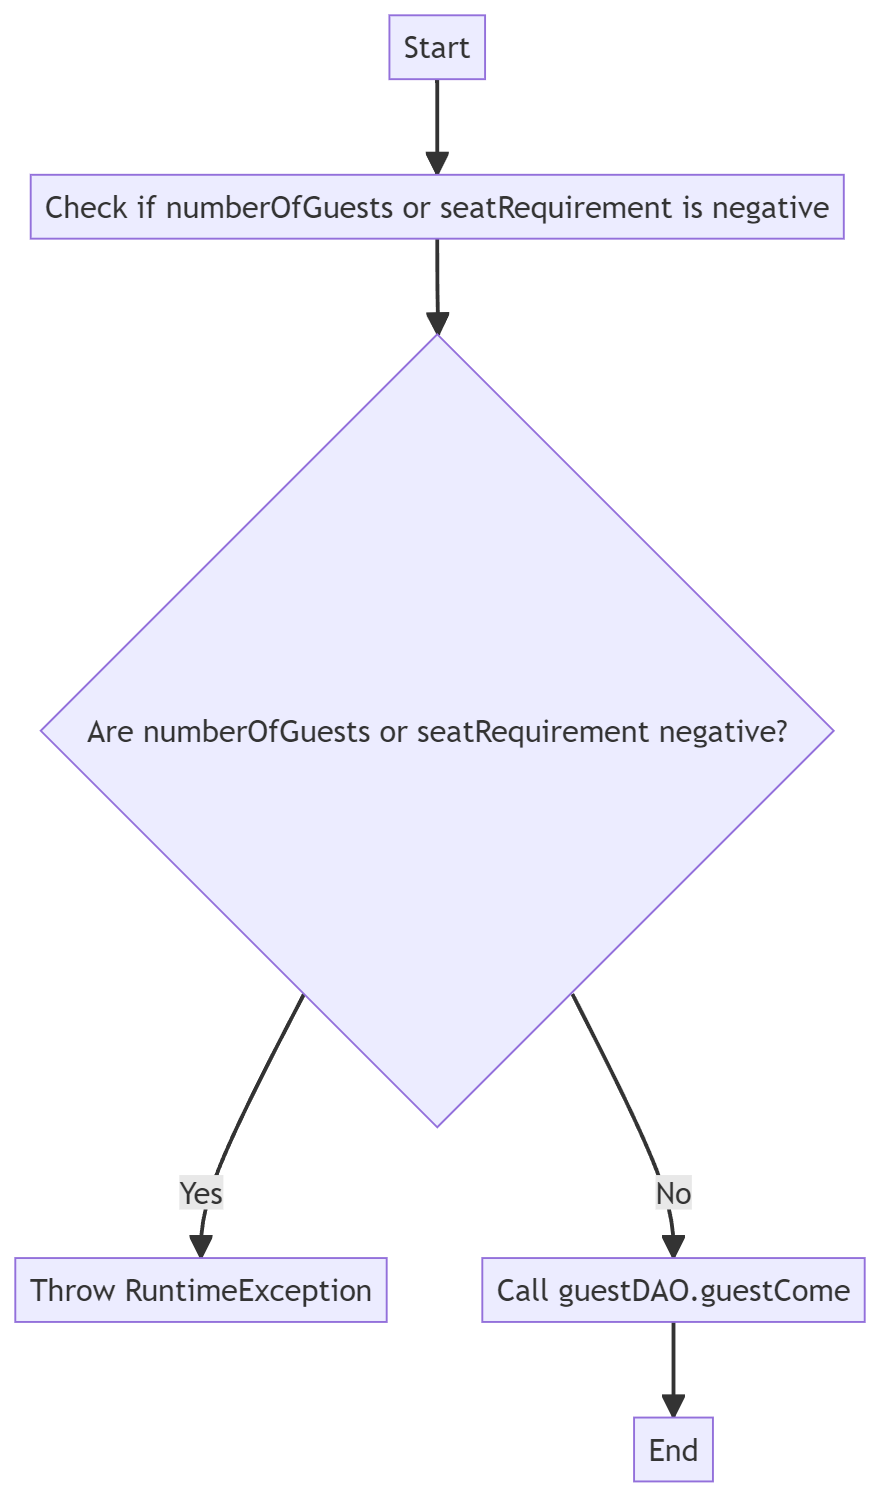 Start
Check if numberOfGuests or seatRequirement is negative
Are numberOfGuests or seatRequirement negative?
Yes
No
Throw RuntimeException
Call guestDAO.guestCome
End